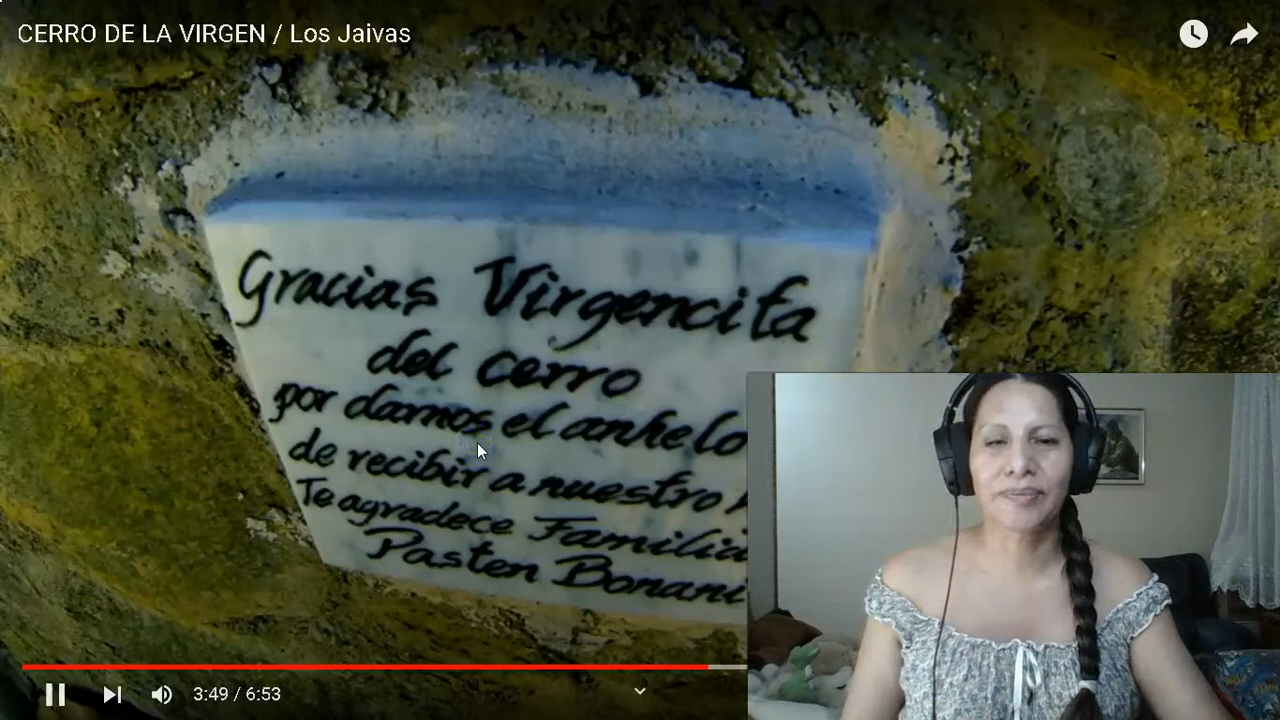 CERRO DE LA VIRGEN / Los Jaivas
Gracias Virgencita
del cerro
por darnos el anhelo
de recibir a nuestro
Te agradece Familia
Pasten Bonani
3:49 / 6:53